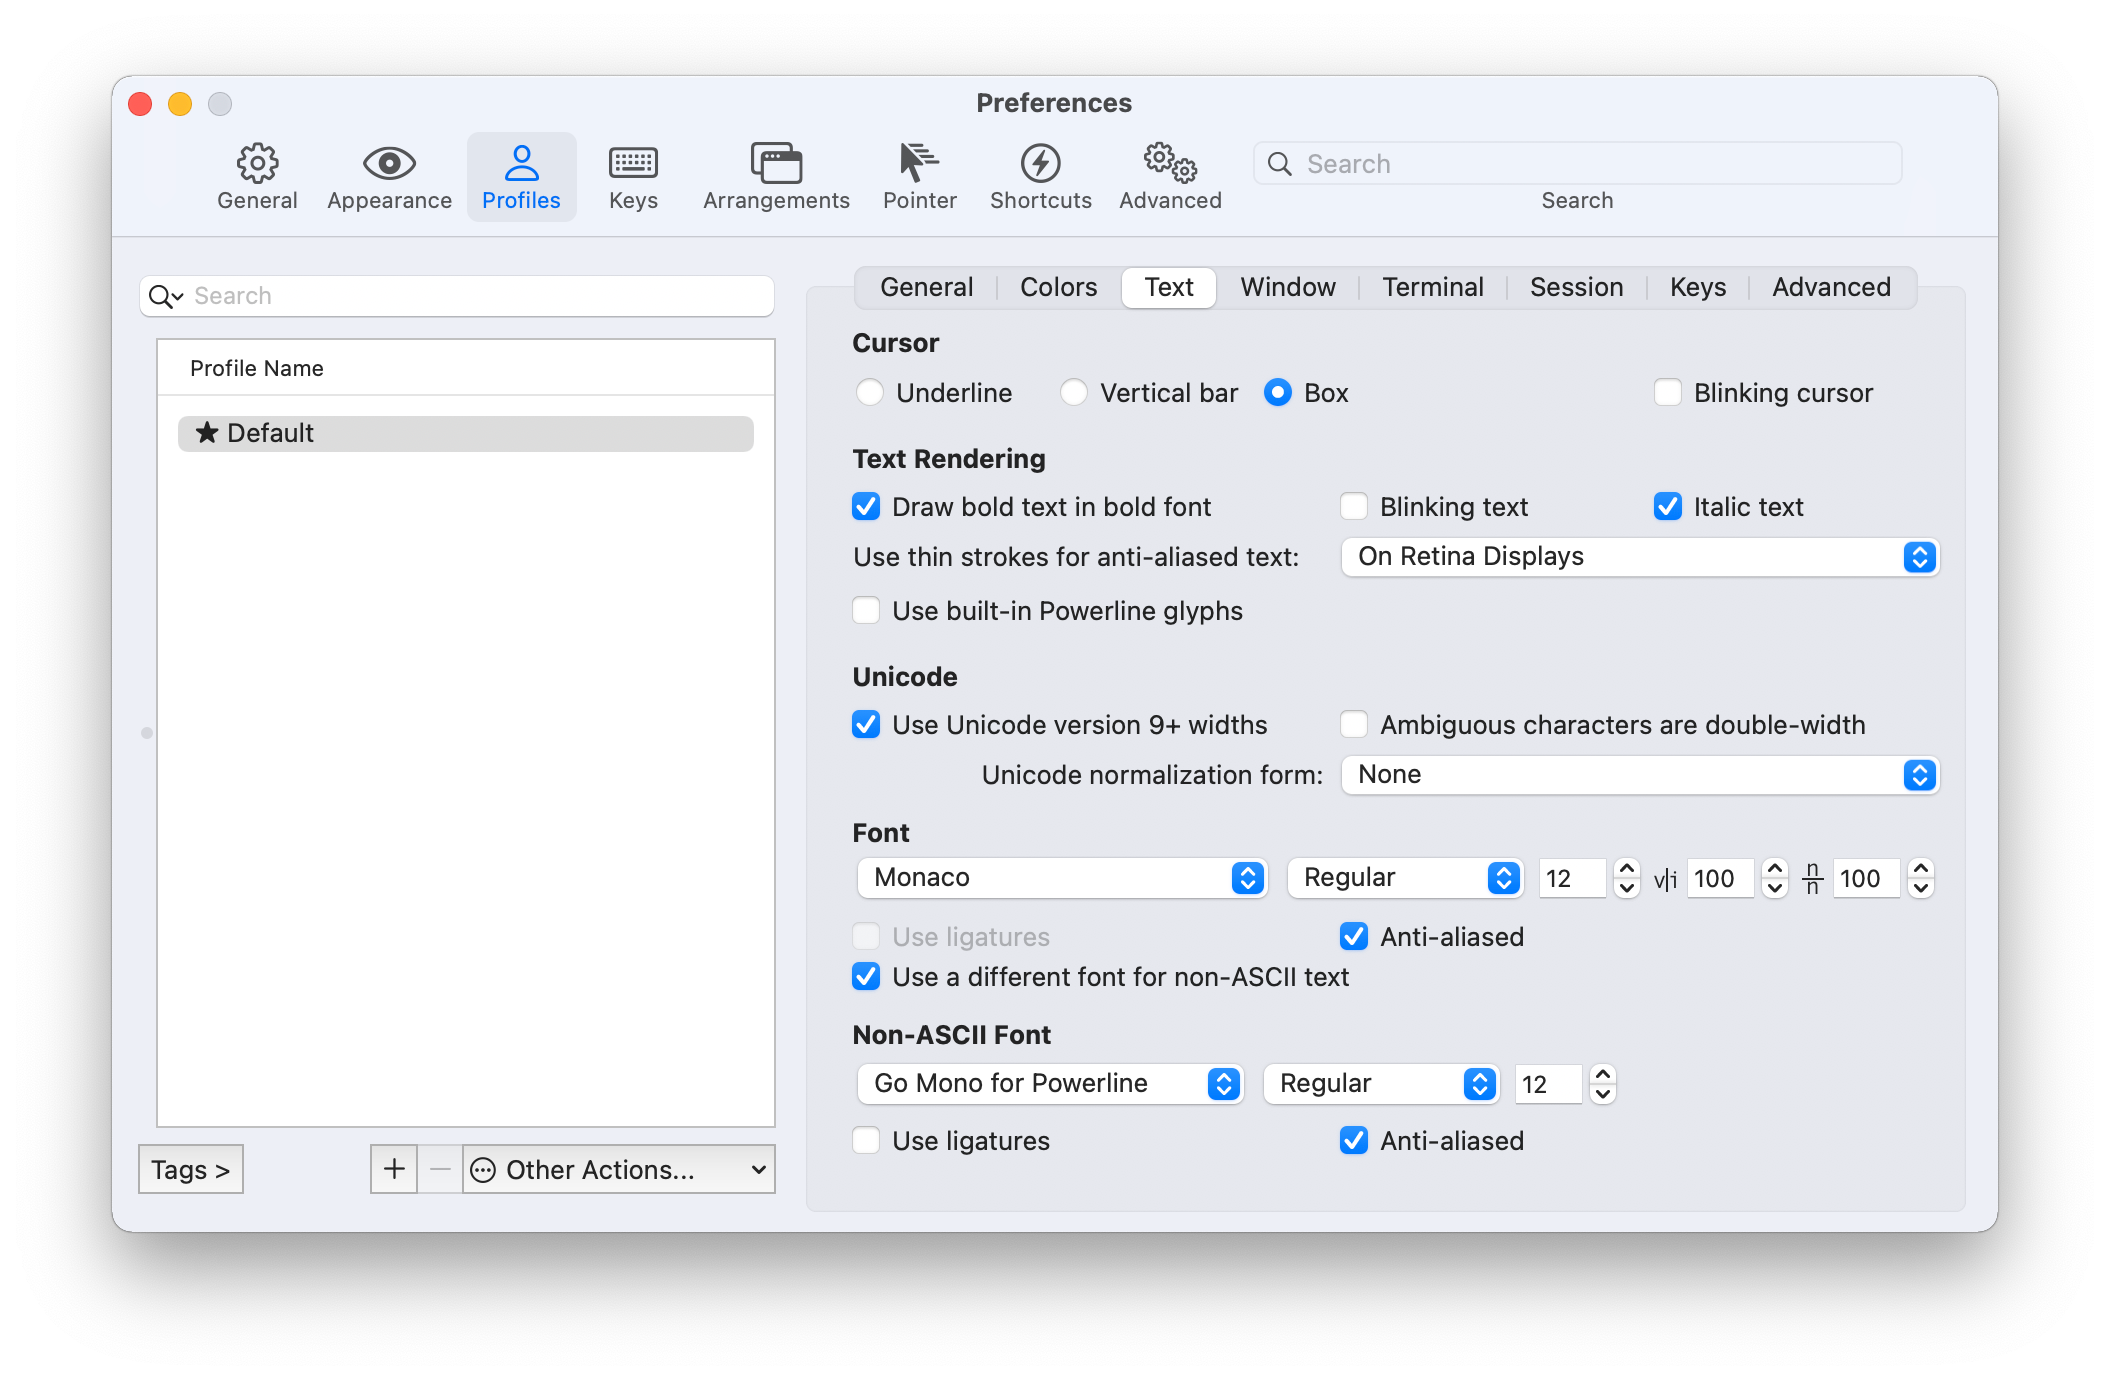 Preferences
General Appearance Profiles Keys Arrangements Pointer Shortcuts Advanced Search
Search
Search
Profile Name
★ Default
Tags >
+ − Other Actions...
General Colors Text Window Terminal Session Keys Advanced
Cursor
Underline Vertical bar Box Blinking cursor
Text Rendering
Draw bold text in bold font Blinking text Italic text
Use thin strokes for anti-aliased text: On Retina Displays
Use built-in Powerline glyphs
Unicode
Use Unicode version 9+ widths Ambiguous characters are double-width
Unicode normalization form: None
Font
Monaco Regular 12 v|i 100 n/n 100
Use ligatures Anti-aliased
Use a different font for non-ASCII text
Non-ASCII Font
Go Mono for Powerline Regular 12
Use ligatures Anti-aliased